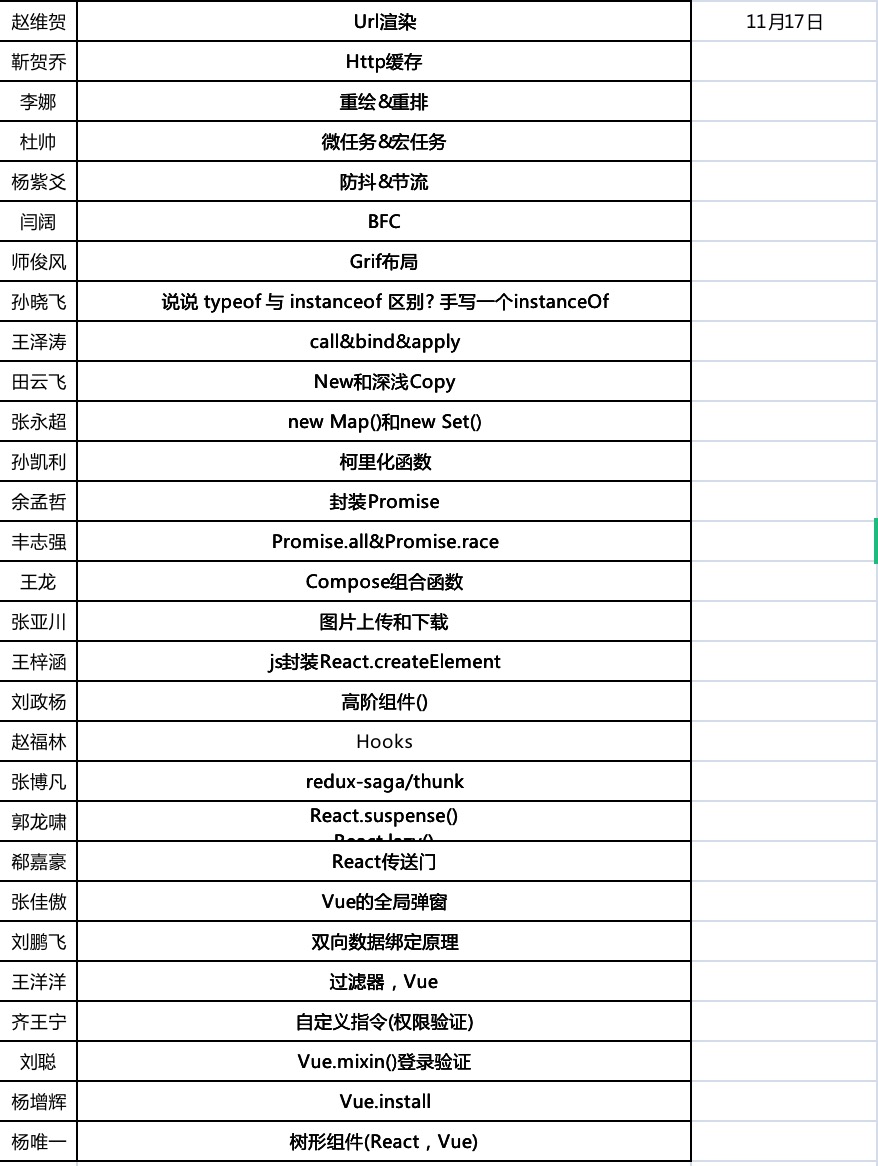 赵维贺 Url渲染 11月17日
靳贺乔 Http缓存
李娜 重绘&重排
杜帅 微任务&宏任务
杨紫爻 防抖&节流
闫阔 BFC
师俊风 Grif布局
孙晓飞 说说 typeof 与 instanceof 区别? 手写一个instanceOf
王泽涛 call&bind&apply
田云飞 New和深浅Copy
张永超 new Map()和new Set()
孙凯利 柯里化函数
余孟哲 封装Promise
丰志强 Promise.all&Promise.race
王龙 Compose组合函数
张亚川 图片上传和下载
王梓涵 js封装React.createElement
刘政杨 高阶组件()
赵福林 Hooks
张博凡 redux-saga/thunk
郭龙啸 React.suspense()
React.lazy()
郗嘉豪 React传送门
张佳傲 Vue的全局弹窗
刘鹏飞 双向数据绑定原理
王洋洋 过滤器，Vue
齐王宁 自定义指令(权限验证)
刘聪 Vue.mixin()登录验证
杨增辉 Vue.install
杨唯一 树形组件(React，Vue)